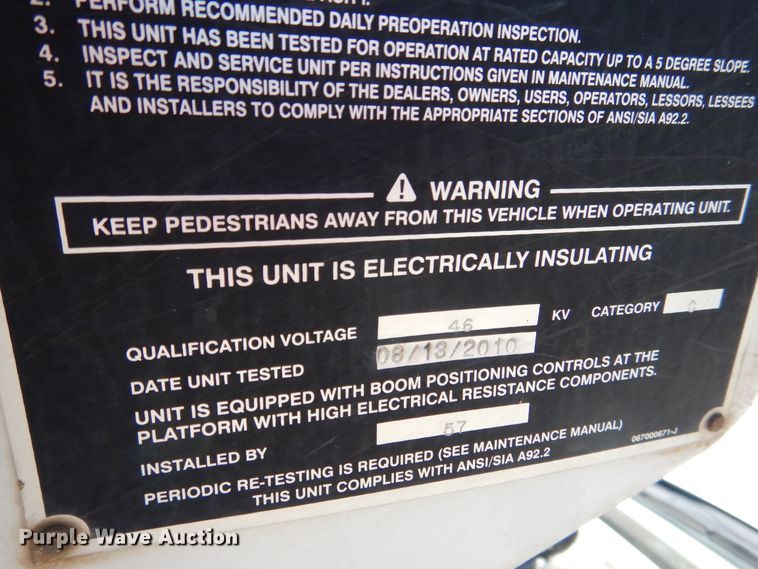 2. PERFORM RECOMMENDED DAILY PREOPERATION INSPECTION.
3. THIS UNIT HAS BEEN TESTED FOR OPERATION AT RATED CAPACITY UP TO A 5 DEGREE SLOPE.
4. INSPECT AND SERVICE UNIT PER INSTRUCTIONS GIVEN IN MAINTENANCE MANUAL.
5. IT IS THE RESPONSIBILITY OF THE DEALERS, OWNERS, USERS, OPERATORS, LESSORS, LESSEES
AND INSTALLERS TO COMPLY WITH THE APPROPRIATE SECTIONS OF ANSI/SIA A92.2.
WARNING
KEEP PEDESTRIANS AWAY FROM THIS VEHICLE WHEN OPERATING UNIT.
THIS UNIT IS ELECTRICALLY INSULATING
QUALIFICATION VOLTAGE 46 KV CATEGORY C
DATE UNIT TESTED 08/13/2010
UNIT IS EQUIPPED WITH BOOM POSITIONING CONTROLS AT THE
PLATFORM WITH HIGH ELECTRICAL RESISTANCE COMPONENTS.
INSTALLED BY 57
PERIODIC RE-TESTING IS REQUIRED (SEE MAINTENANCE MANUAL)
THIS UNIT COMPLIES WITH ANSI/SIA A92.2
067000671-J
Purple Wave Auction